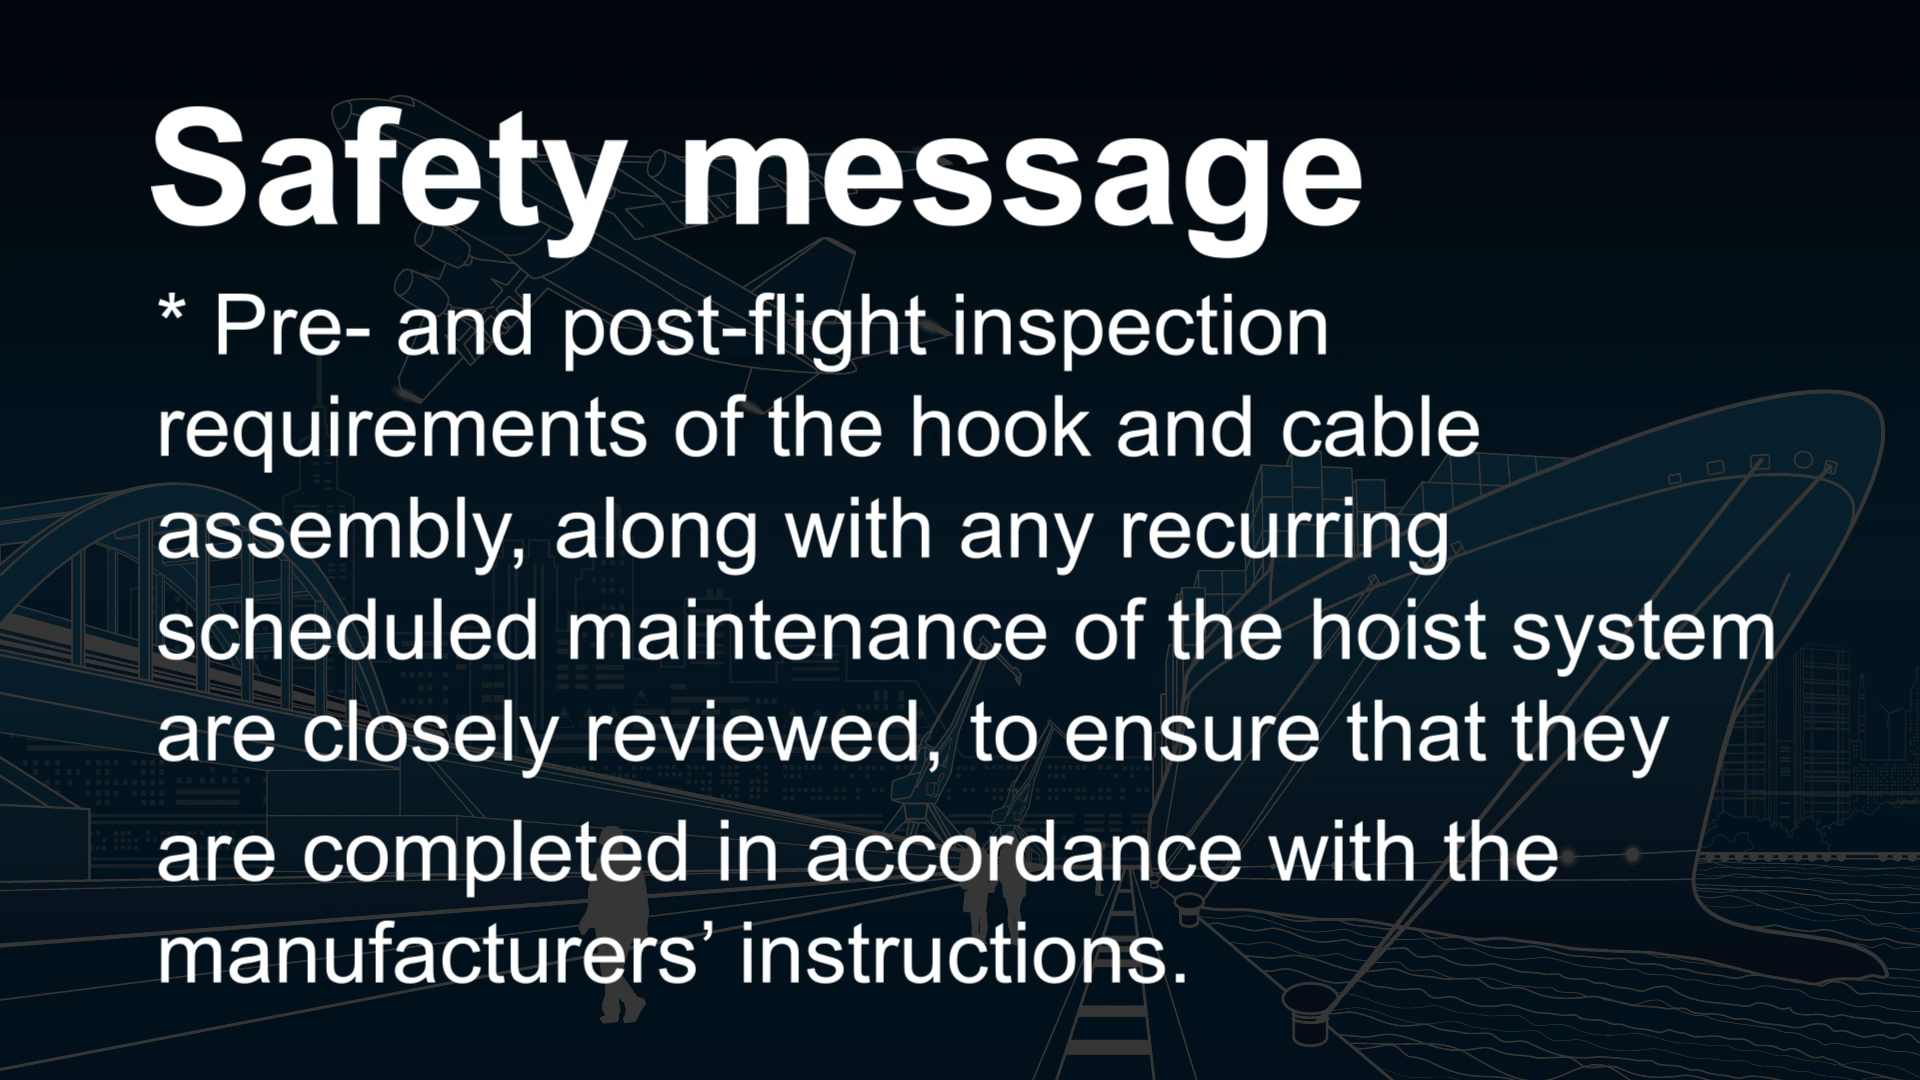 Safety message
* Pre- and post-flight inspection
requirements of the hook and cable
assembly, along with any recurring
scheduled maintenance of the hoist system
are closely reviewed, to ensure that they
are completed in accordance with the
manufacturers’ instructions.